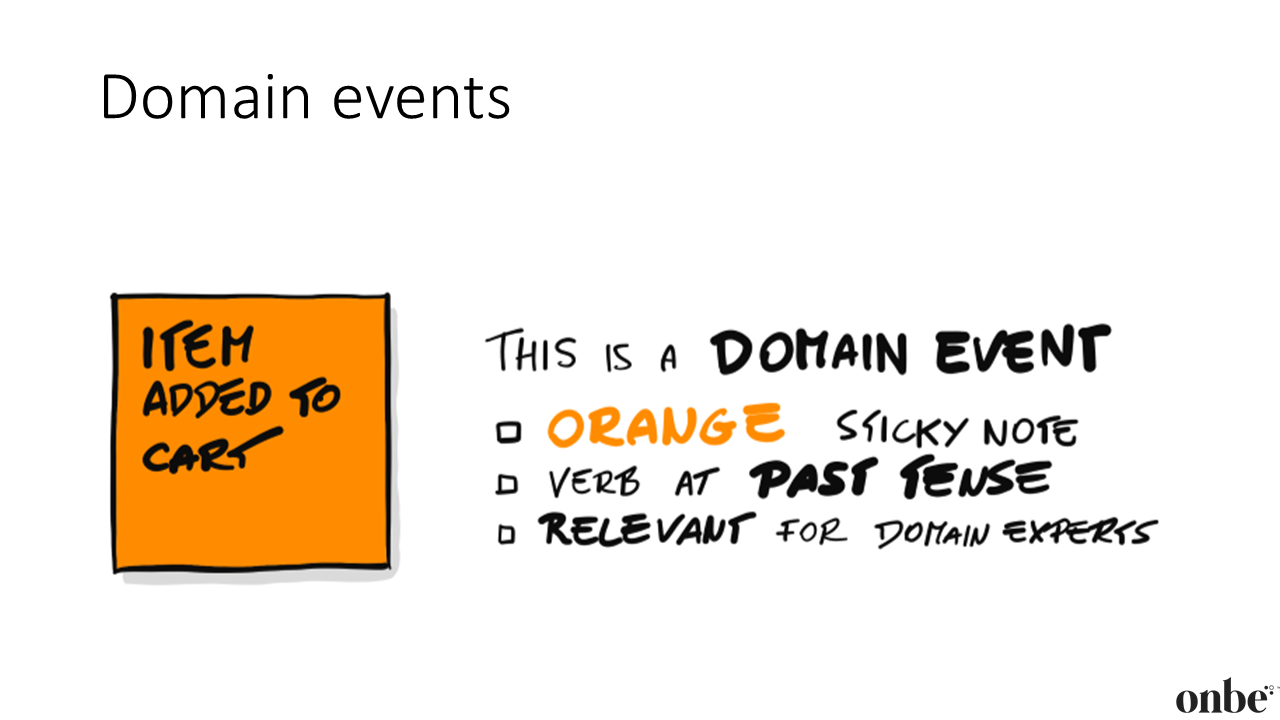 Domain events
ITEM
ADDED TO
CART
THIS IS A DOMAIN EVENT
ORANGE STICKY NOTE
VERB AT PAST TENSE
RELEVANT FOR DOMAIN EXPERTS
onbe